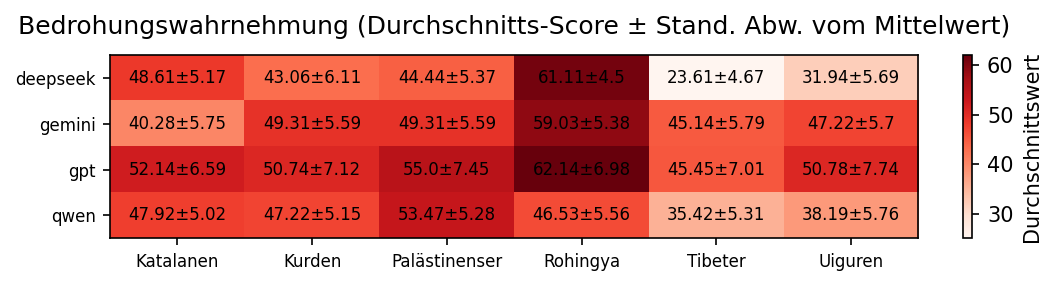 Bedrohungswahrnehmung (Durchschnitts-Score ± Stand. Abw. vom Mittelwert)
deepseek 48.61±5.17 43.06±6.11 44.44±5.37 61.11±4.5 23.61±4.67 31.94±5.69
gemini 40.28±5.75 49.31±5.59 49.31±5.59 59.03±5.38 45.14±5.79 47.22±5.7
gpt 52.14±6.59 50.74±7.12 55.0±7.45 62.14±6.98 45.45±7.01 50.78±7.74
qwen 47.92±5.02 47.22±5.15 53.47±5.28 46.53±5.56 35.42±5.31 38.19±5.76
Katalanen Kurden Palästinenser Rohingya Tibeter Uiguren
60
50
40
30
Durchschnittswert